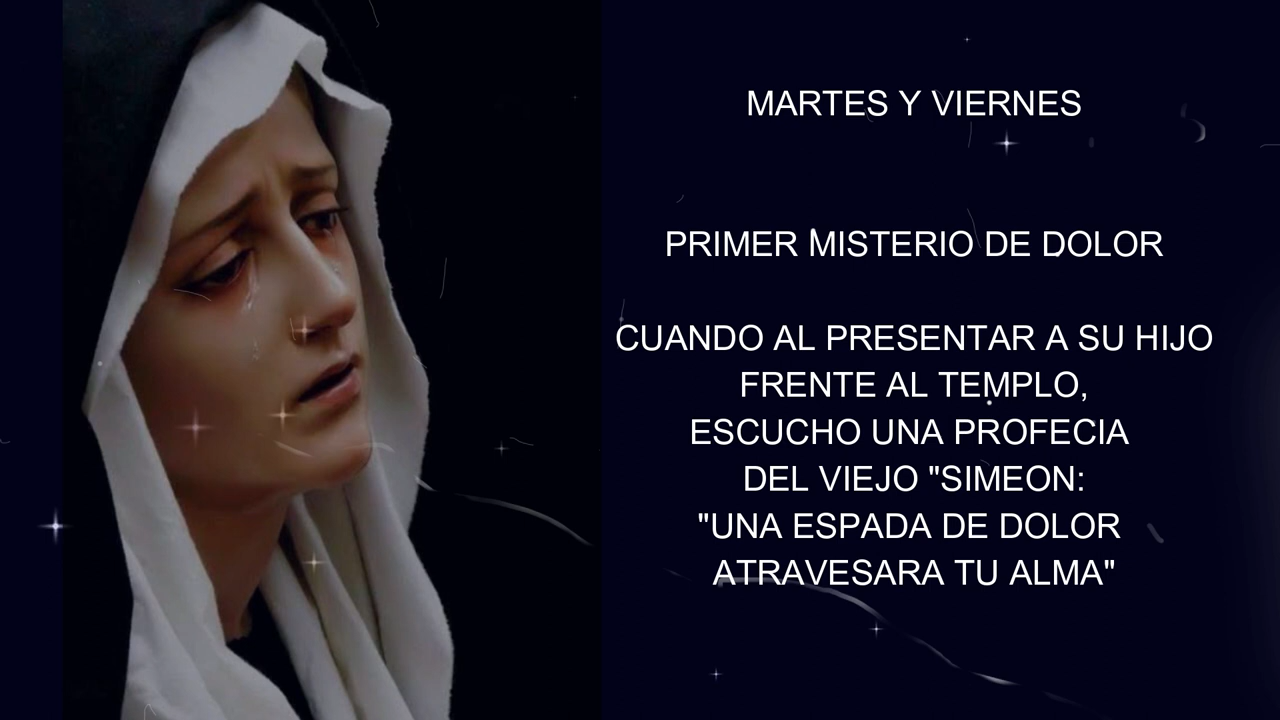 MARTES Y VIERNES
PRIMER MISTERIO DE DOLOR
CUANDO AL PRESENTAR A SU HIJO
FRENTE AL TEMPLO,
ESCUCHO UNA PROFECIA
DEL VIEJO "SIMEON:
"UNA ESPADA DE DOLOR
ATRAVESARA TU ALMA"